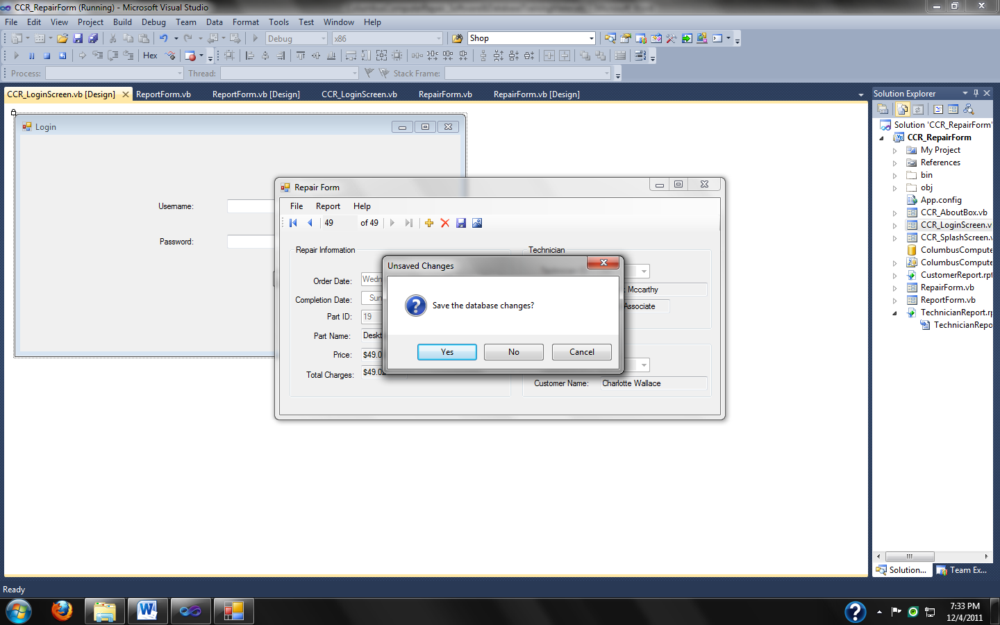 CCR_RepairForm (Running) - Microsoft Visual Studio
File Edit View Project Build Debug Team Data Format Tools Test Window Help
Debug x86 Shop
Hex
Process: Thread: Stack Frame:
CCR_LoginScreen.vb [Design] ReportForm.vb ReportForm.vb [Design] CCR_LoginScreen.vb RepairForm.vb RepairForm.vb [Design]
Login
Username:
Password:
Repair Form
File Report Help
49 of 49
Repair Information
Order Date: Wedn
Completion Date: Sun
Part ID: 19
Part Name: Deskt
Price: $49.0
Total Charges: $49.02
Technician
Mccarthy
Associate
Customer Name: Charlotte Wallace
Unsaved Changes
Save the database changes?
Yes No Cancel
Solution Explorer
Solution 'CCR_RepairForm'
CCR_RepairForm
My Project
References
bin
obj
App.config
CCR_AboutBox.vb
CCR_LoginScreen.v
CCR_SplashScreen.v
ColumbusCompute
ColumbusCompute
CustomerReport.rpt
RepairForm.vb
ReportForm.vb
TechnicianReport.rp
TechnicianRepo
Solution... Team Ex...
Ready
7:33 PM
12/4/2011